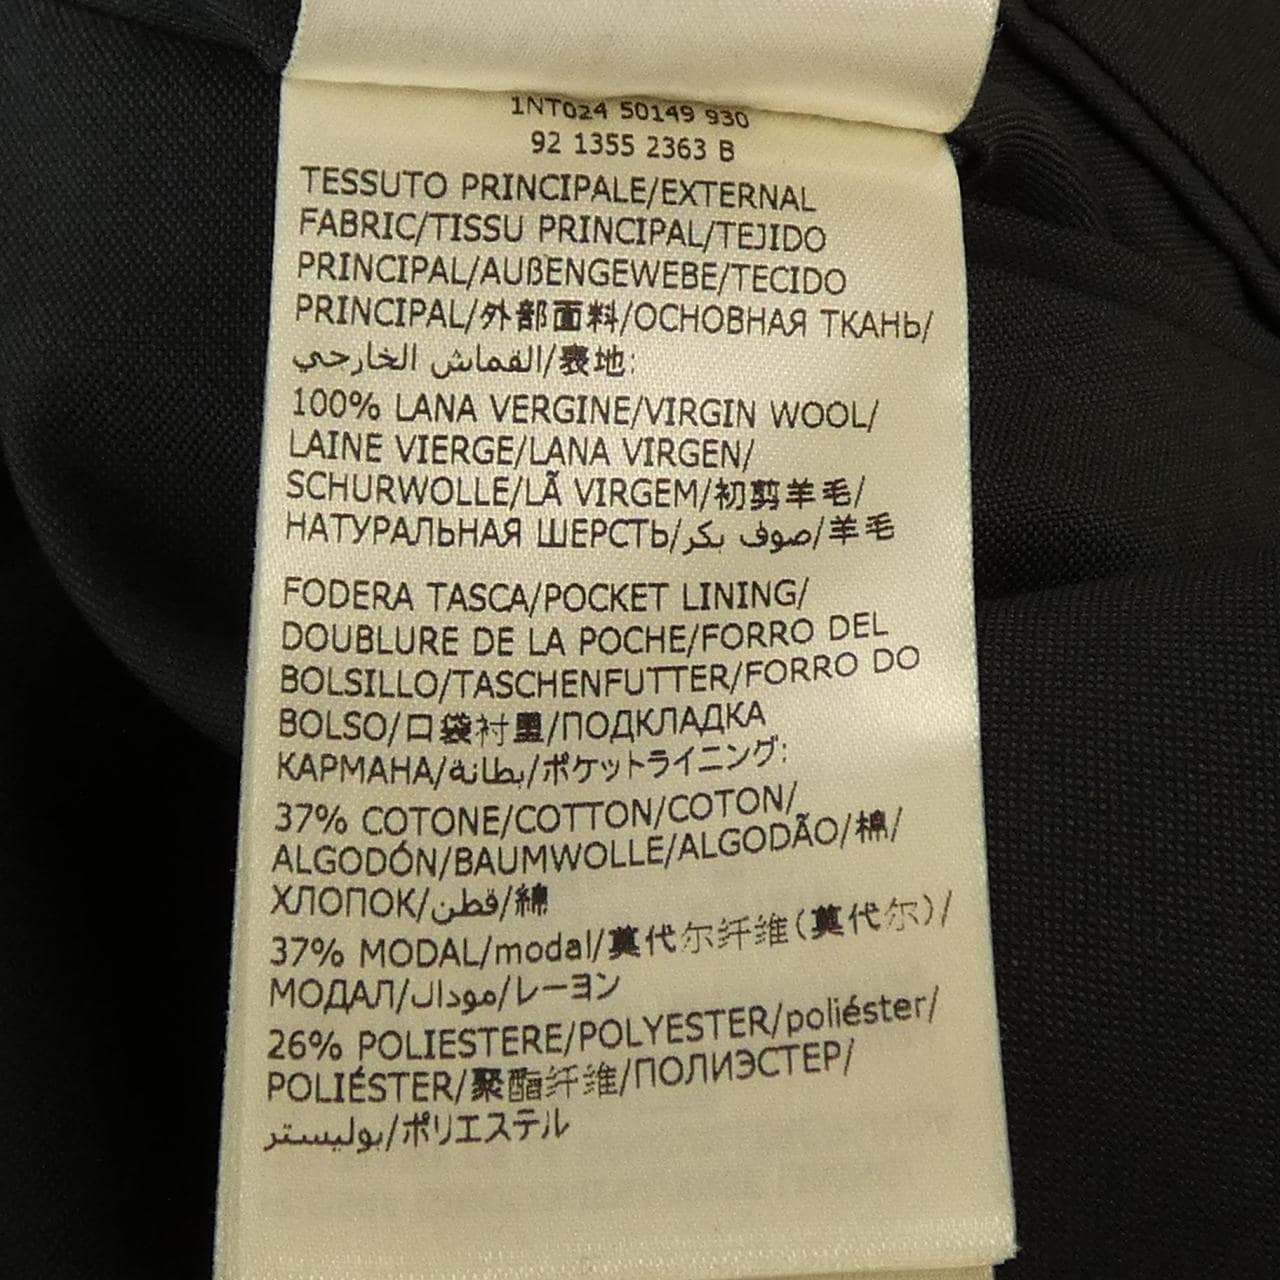 1NT024 50149 930
92 1355 2363 B
TESSUTO PRINCIPALE/EXTERNAL
FABRIC/TISSU PRINCIPAL/TEJIDO
PRINCIPAL/AUßENGEWEBE/TECIDO
PRINCIPAL/外部面料/ОСНОВНАЯ ТКАНЬ/
القماش الخارجي/表地:
100% LANA VERGINE/VIRGIN WOOL/
LAINE VIERGE/LANA VIRGEN/
SCHURWOLLE/LÃ VIRGEM/初剪羊毛/
НАТУРАЛЬНАЯ ШЕРСТЬ/صوف بكر/羊毛
FODERA TASCA/POCKET LINING/
DOUBLURE DE LA POCHE/FORRO DEL
BOLSILLO/TASCHENFUTTER/FORRO DO
BOLSO/口袋衬里/ПОДКЛАДКА
КАРМАНА/بطانة/ポケットライニング:
37% COTONE/COTTON/COTON/
ALGODÓN/BAUMWOLLE/ALGODÃO/棉/
ХЛОПОК/قطن/綿
37% MODAL/modal/莫代尔纤维(莫代尔)/
МОДАЛ/مودال/レーヨン
26% POLIESTERE/POLYESTER/poliéster/
POLIÉSTER/聚酯纤维/ПОЛИЭСТЕР/
بوليستر/ポリエステル